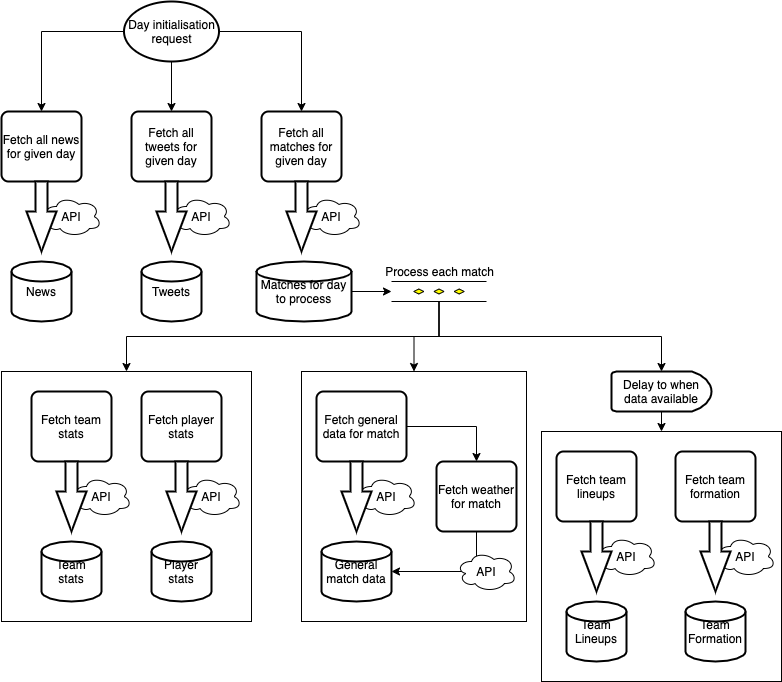 Day initialisation
request
Fetch all news
for given day
Fetch all
tweets for
given day
Fetch all
matches for
given day
API
API
API
News
Tweets
Matches for day
to process
Process each match
Fetch team
stats
Fetch player
stats
API
API
Team
stats
Player
stats
Fetch general
data for match
API
Fetch weather
for match
API
General
match data
Delay to when
data available
Fetch team
lineups
Fetch team
formation
API
API
Team
Lineups
Team
Formation